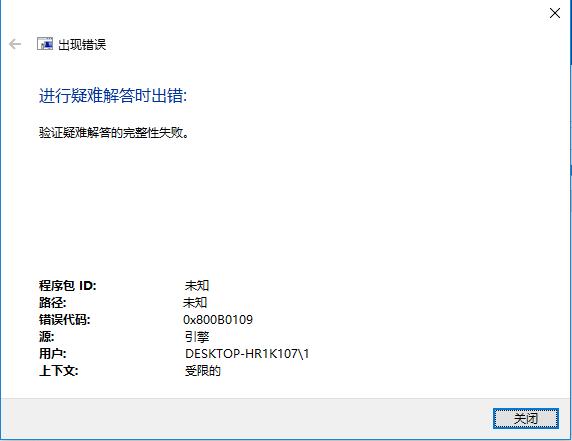 出现错误
进行疑难解答时出错:
验证疑难解答的完整性失败。
程序包 ID: 未知
路径: 未知
错误代码: 0x800B0109
源: 引擎
用户: DESKTOP-HR1K107\1
上下文: 受限的
关闭